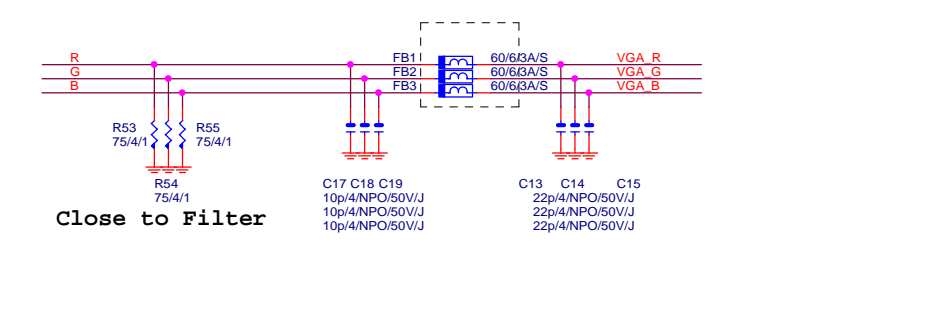 R FB1 60/6/3A/S VGA_R
G FB2 60/6/3A/S VGA_G
B FB3 60/6/3A/S VGA_B
R53 R55
75/4/1 75/4/1
R54 C17 C18 C19 C13 C14 C15
75/4/1 10p/4/NPO/50V/J 22p/4/NPO/50V/J
10p/4/NPO/50V/J 22p/4/NPO/50V/J
10p/4/NPO/50V/J 22p/4/NPO/50V/J
Close to Filter